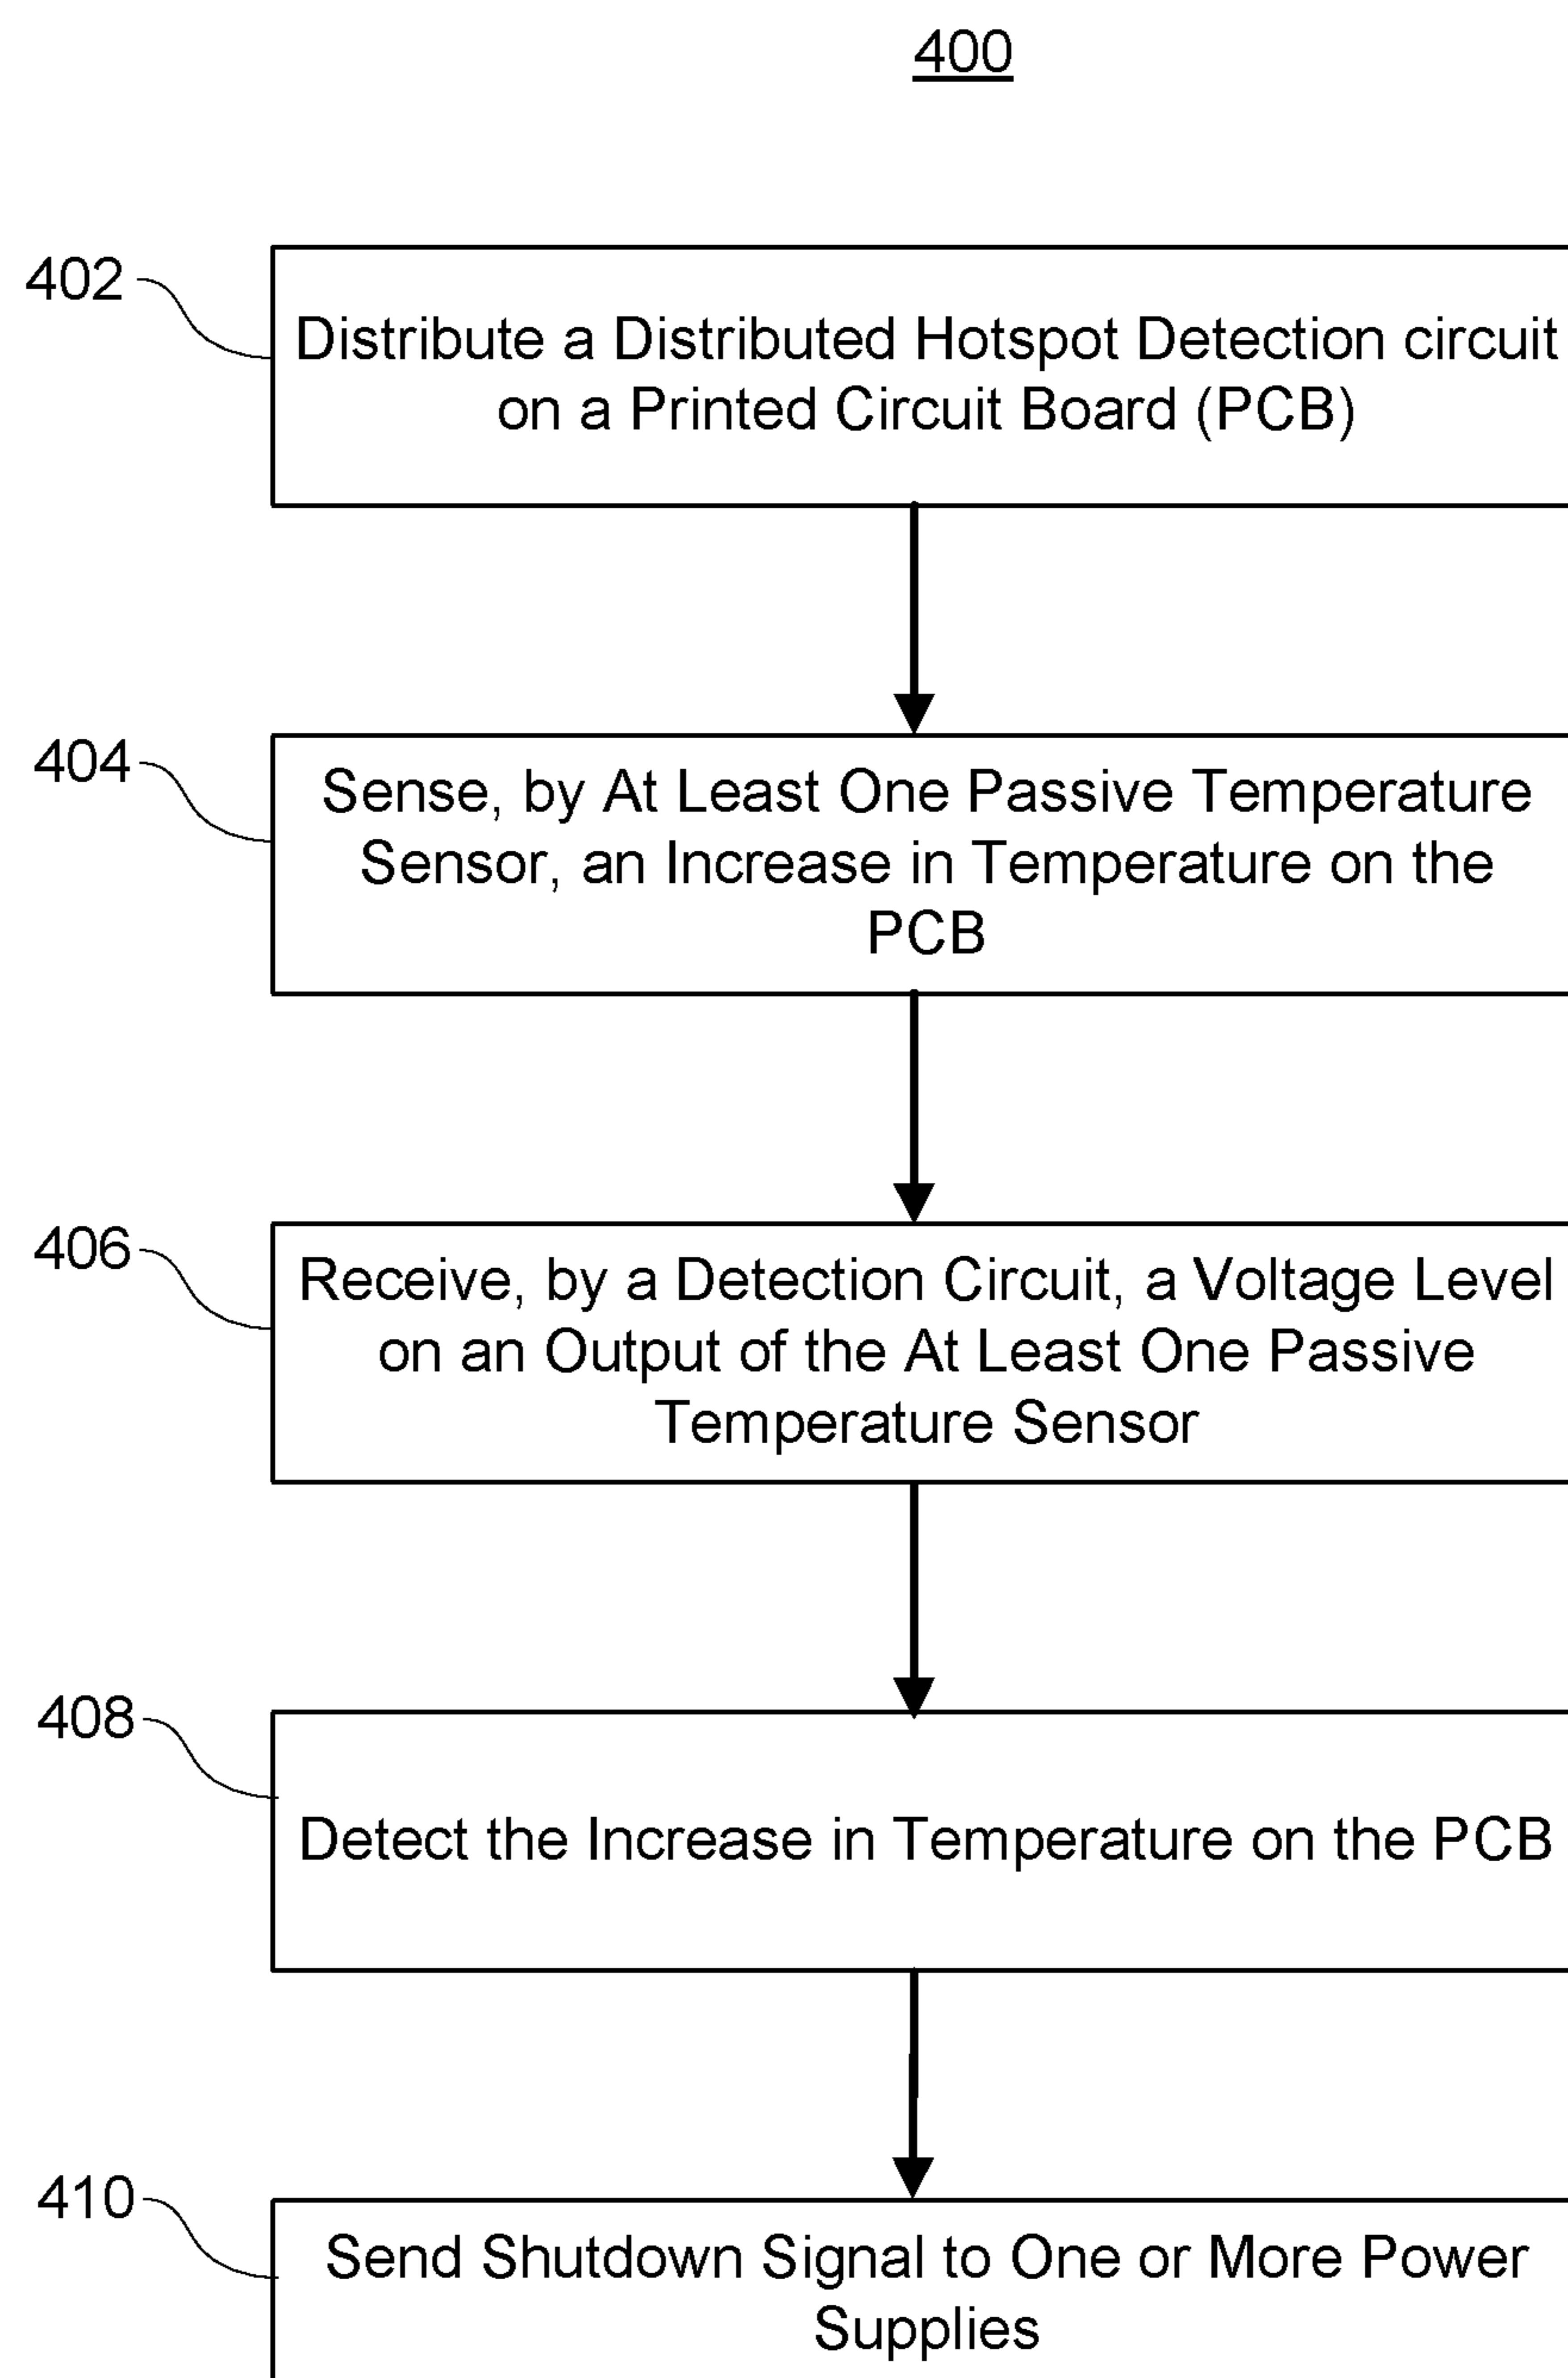 400
402
Distribute a Distributed Hotspot Detection circuit
on a Printed Circuit Board (PCB)
404
Sense, by At Least One Passive Temperature
Sensor, an Increase in Temperature on the
PCB
406
Receive, by a Detection Circuit, a Voltage Level
on an Output of the At Least One Passive
Temperature Sensor
408
Detect the Increase in Temperature on the PCB
410
Send Shutdown Signal to One or More Power
Supplies